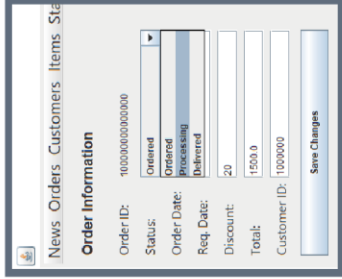 News Orders Customers Items Sta
Order Information
Order ID: 10000000000000
Status: Ordered
Ordered
Order Date: Processing
Req. Date: Delivered
Discount: 20
Total: 1500.0
Customer ID: 1000000
Save Changes